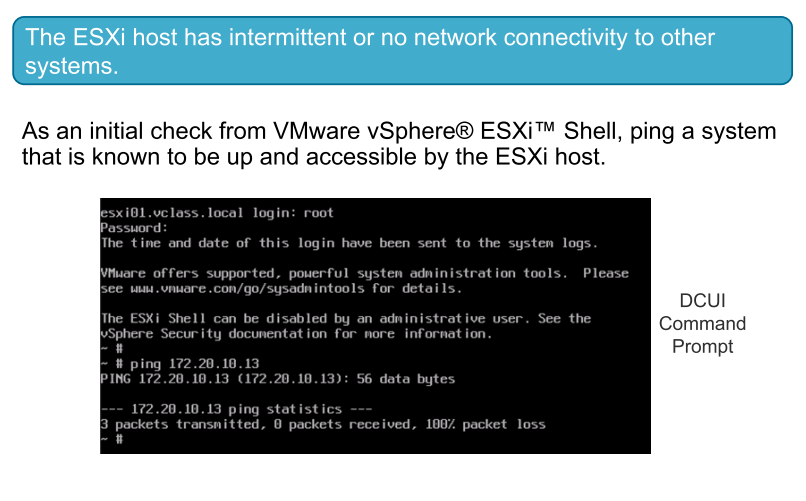 The ESXi host has intermittent or no network connectivity to other
systems.
As an initial check from VMware vSphere® ESXi™ Shell, ping a system
that is known to be up and accessible by the ESXi host.
esxi01.vclass.local login: root
Password:
The time and date of this login have been sent to the system logs.
VMware offers supported, powerful system administration tools.  Please
see www.vmware.com/go/sysadmintools for details.
The ESXi Shell can be disabled by an administrative user. See the
vSphere Security documentation for more information.
~ #
~ # ping 172.20.10.13
PING 172.20.10.13 (172.20.10.13): 56 data bytes
--- 172.20.10.13 ping statistics ---
3 packets transmitted, 0 packets received, 100% packet loss
~ #
DCUI
Command
Prompt